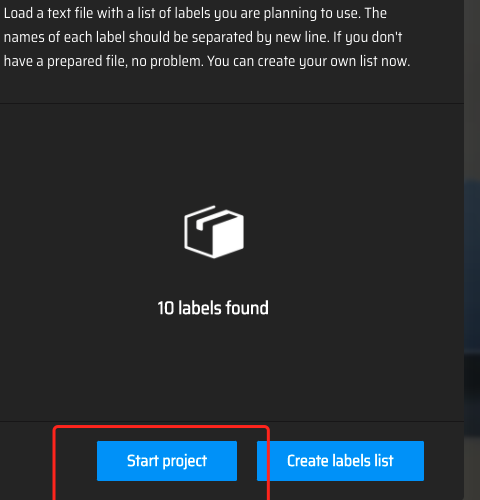 Load a text file with a list of labels you are planning to use. The
names of each label should be separated by new line. If you don't
have a prepared file, no problem. You can create your own list now.
10 labels found
Start project
Create labels list